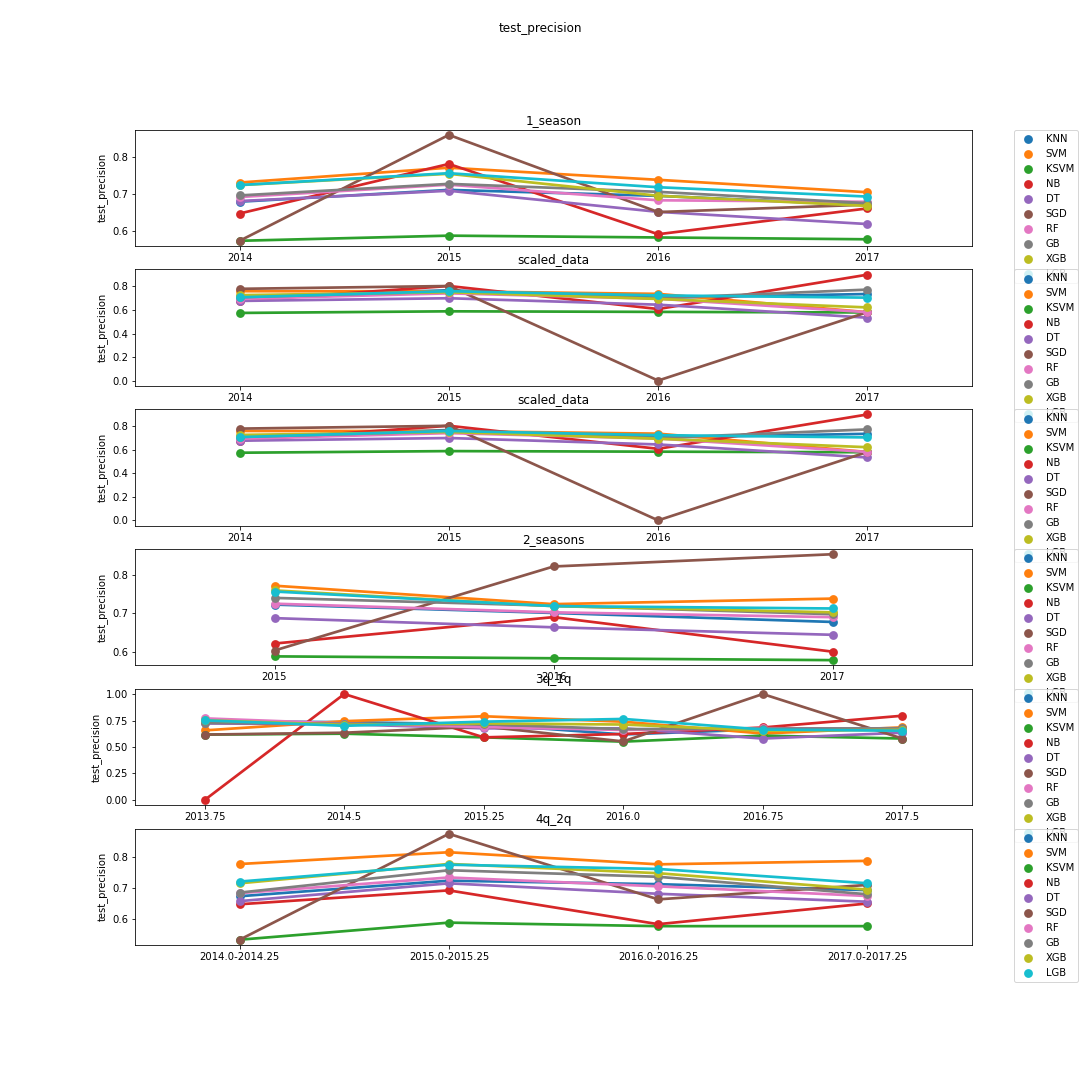 test_precision
1_season
test_precision
0.8
0.7
0.6
2014 2015 2016 2017
KNN
SVM
KSVM
NB
DT
SGD
RF
GB
XGB
scaled_data
test_precision
0.8
0.6
0.4
0.2
0.0
2014 2015 2016 2017
KNN
SVM
KSVM
NB
DT
SGD
RF
GB
XGB
scaled_data
test_precision
0.8
0.6
0.4
0.2
0.0
2014 2015 2016 2017
KNN
SVM
KSVM
NB
DT
SGD
RF
GB
XGB
2_seasons
test_precision
0.8
0.7
0.6
2015 2016 2017
KNN
SVM
KSVM
NB
DT
SGD
RF
GB
XGB
3q_1q
test_precision
1.00
0.75
0.50
0.25
0.00
2013.75 2014.5 2015.25 2016.0 2016.75 2017.5
KNN
SVM
KSVM
NB
DT
SGD
RF
GB
XGB
4q_2q
test_precision
0.8
0.7
0.6
2014.0-2014.25 2015.0-2015.25 2016.0-2016.25 2017.0-2017.25
KNN
SVM
KSVM
NB
DT
SGD
RF
GB
XGB
LGB